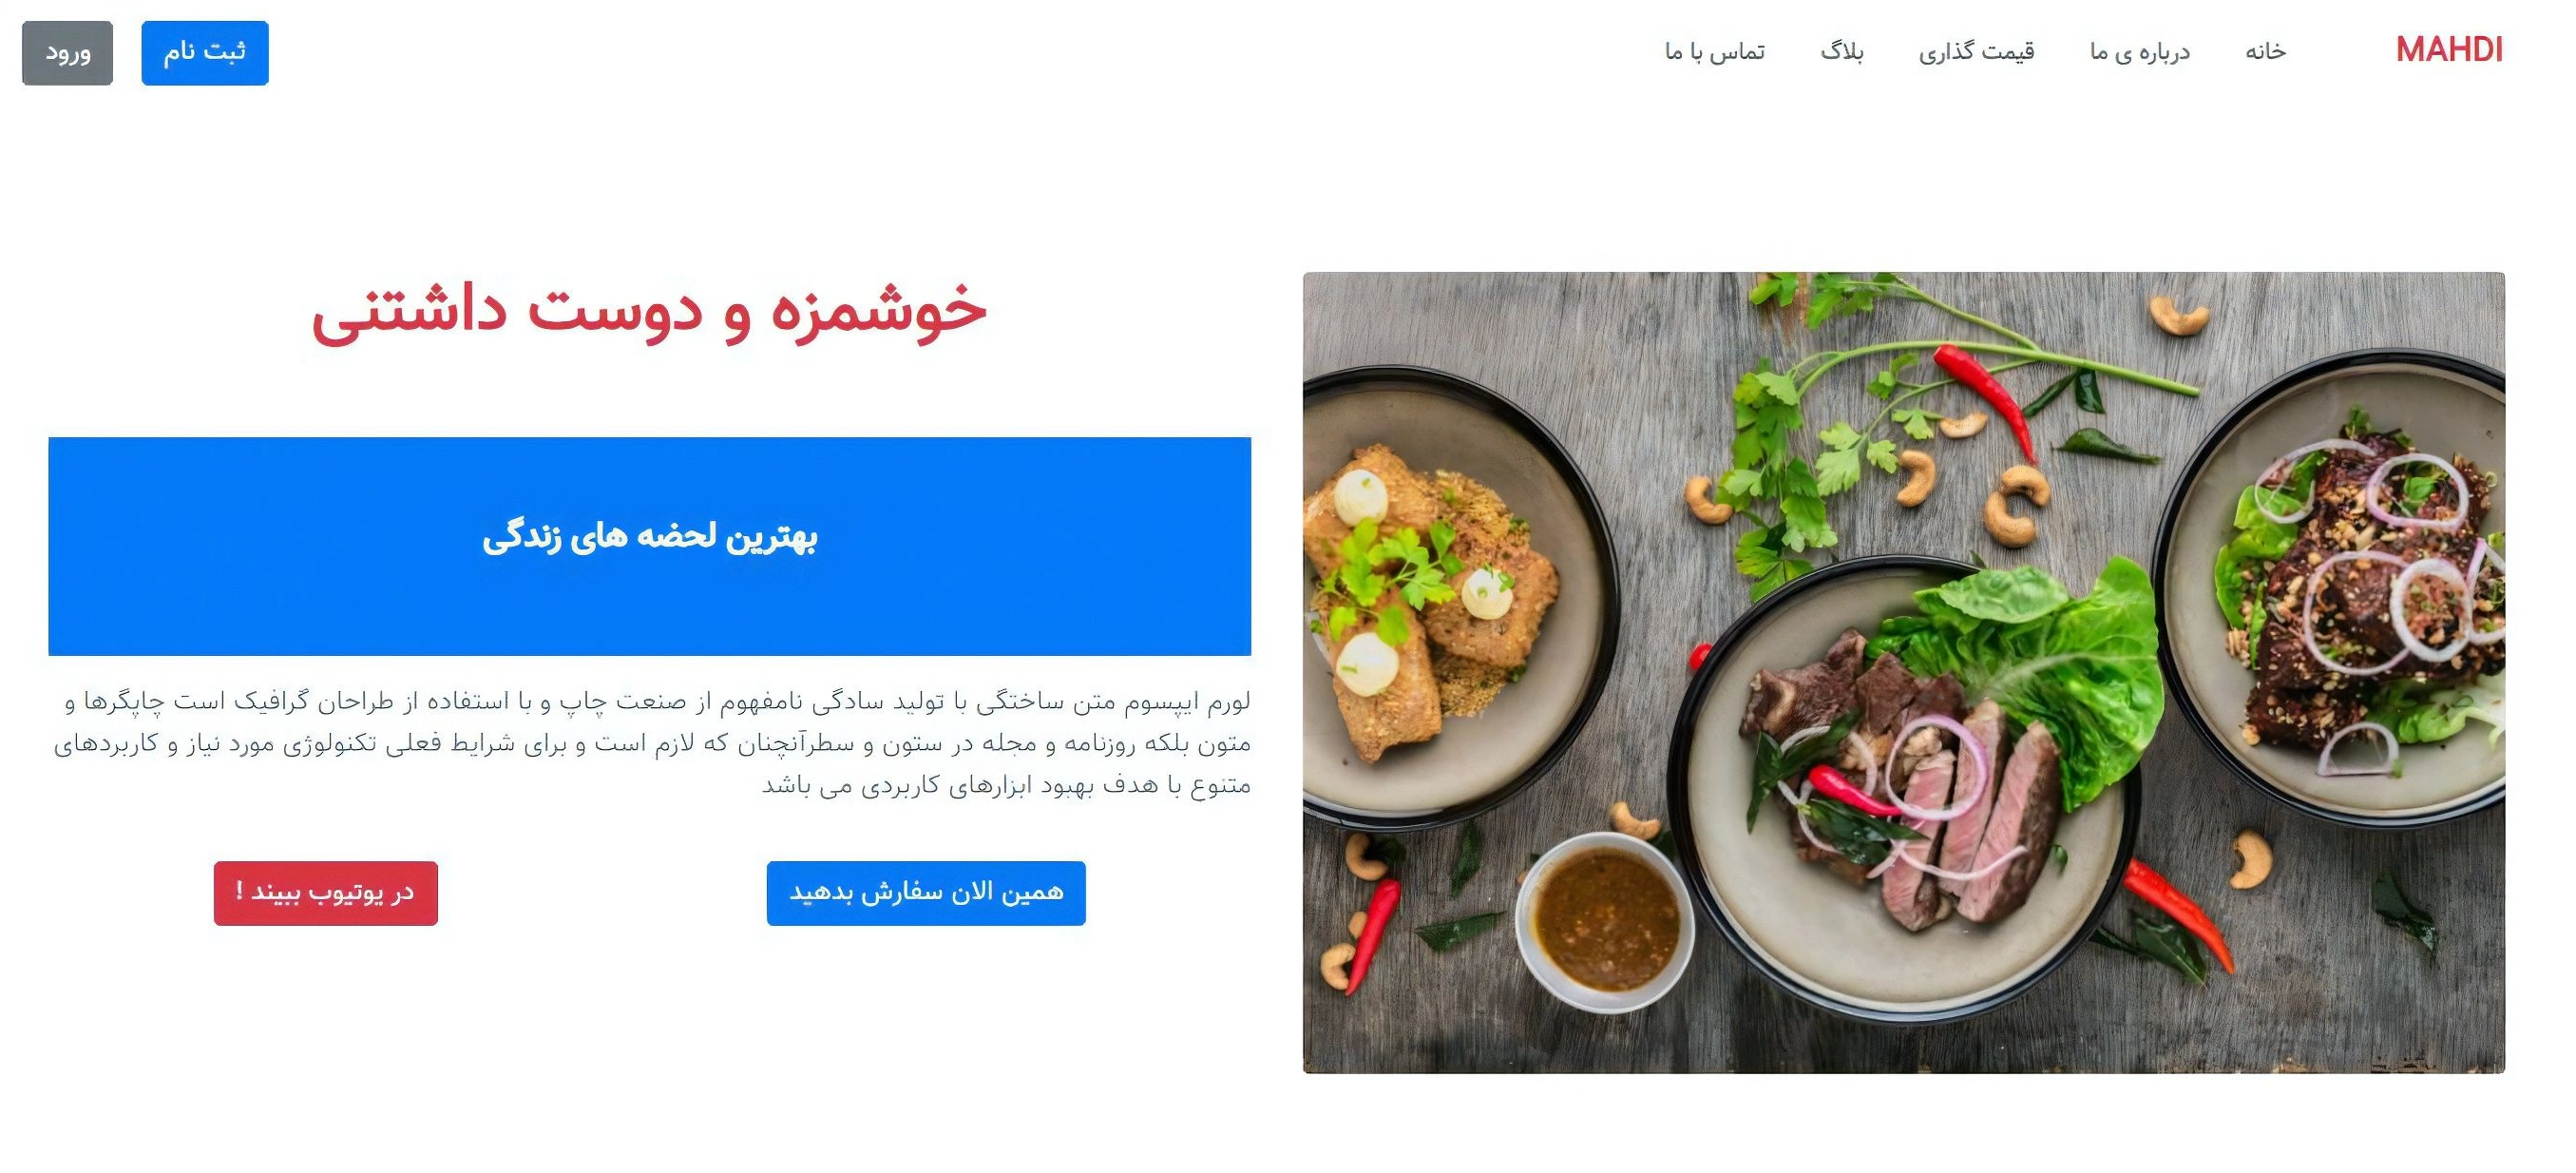 MAHDI
خانه
درباره ی ما
قیمت گذاری
بلاگ
تماس با ما
ثبت نام
ورود
خوشمزه و دوست داشتنی
بهترین لحضه های زندگی
لورم ایپسوم متن ساختگی با تولید سادگی نامفهوم از صنعت چاپ و با استفاده از طراحان گرافیک است چاپگرها و
متون بلکه روزنامه و مجله در ستون و سطرآنچنان که لازم است و برای شرایط فعلی تکنولوژی مورد نیاز و کاربردهای
متنوع با هدف بهبود ابزارهای کاربردی می باشد
همین الان سفارش بدهید
در یوتیوب ببیند !